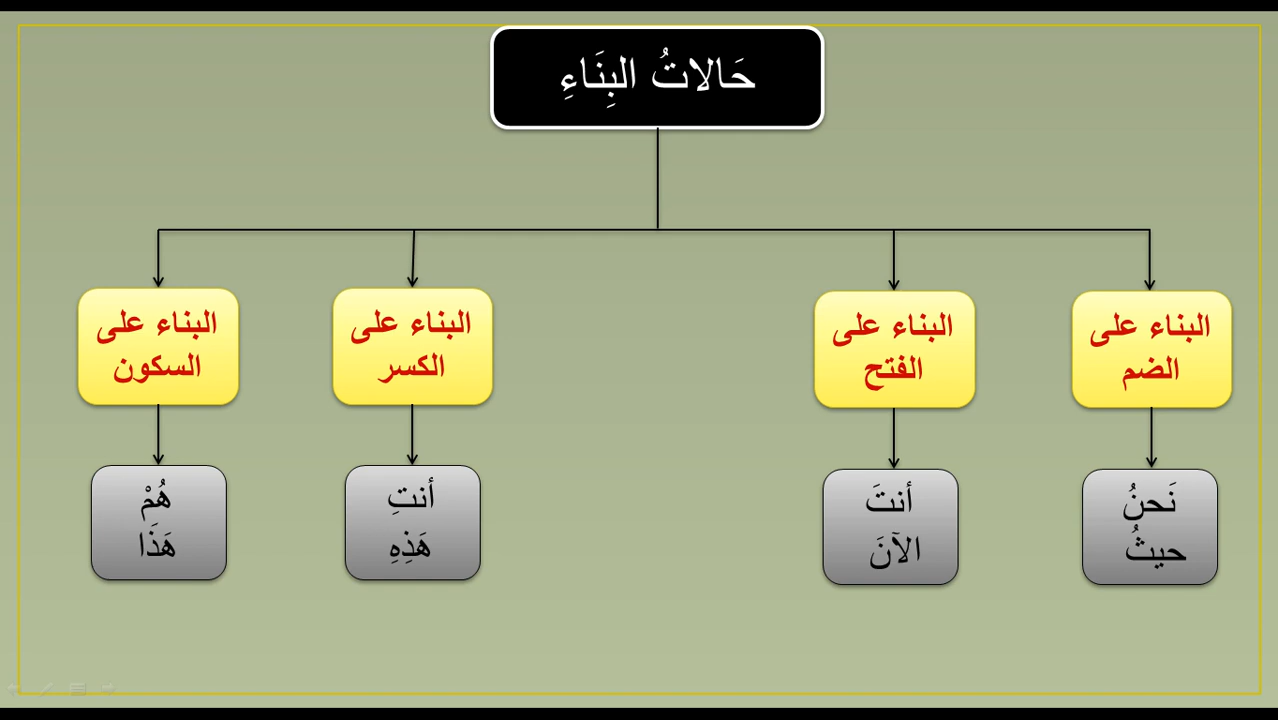 حَالاتُ البِنَاءِ
البناء على
الضم
البناء على
الفتح
البناء على
الكسر
البناء على
السكون
نَحنُ
حيثُ
أنتَ
الآنَ
أنتِ
هَذِهِ
هُمْ
هَذَا